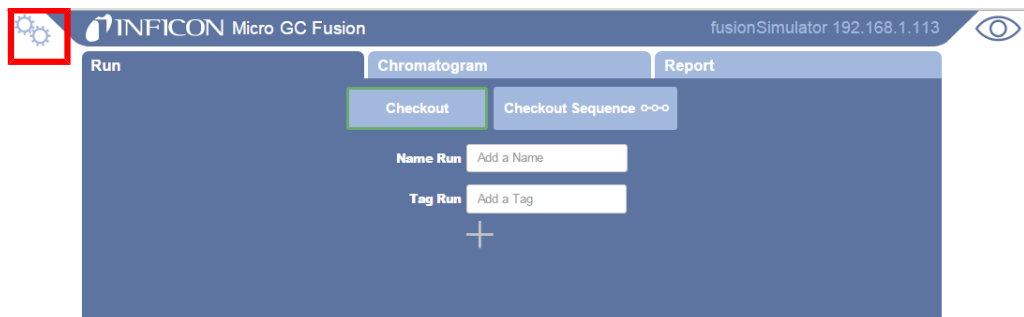 INFICON Micro GC Fusion
fusionSimulator 192.168.1.113
Run
Chromatogram
Report
Checkout
Checkout Sequence
Name Run
Add a Name
Tag Run
Add a Tag